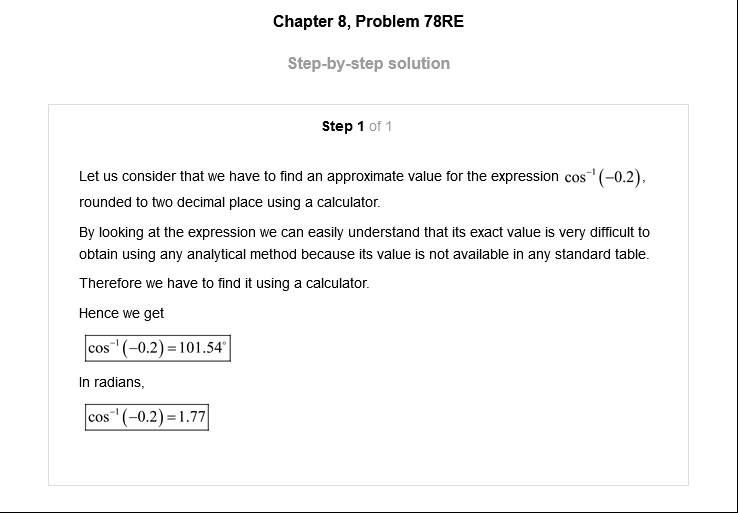 Chapter 8, Problem 78RE
Step-by-step solution
Step 1 of 1
Let us consider that we have to find an approximate value for the expression cos⁻¹(−0.2),
rounded to two decimal place using a calculator.
By looking at the expression we can easily understand that its exact value is very difficult to
obtain using any analytical method because its value is not available in any standard table.
Therefore we have to find it using a calculator.
Hence we get
cos⁻¹(−0.2)=101.54°
In radians,
cos⁻¹(−0.2)=1.77